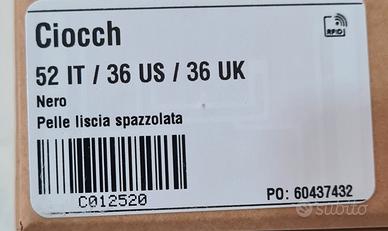 Ciocch
RFID
52 IT / 36 US / 36 UK
Nero
Pelle liscia spazzolata
C012520
PO: 60437432
subito